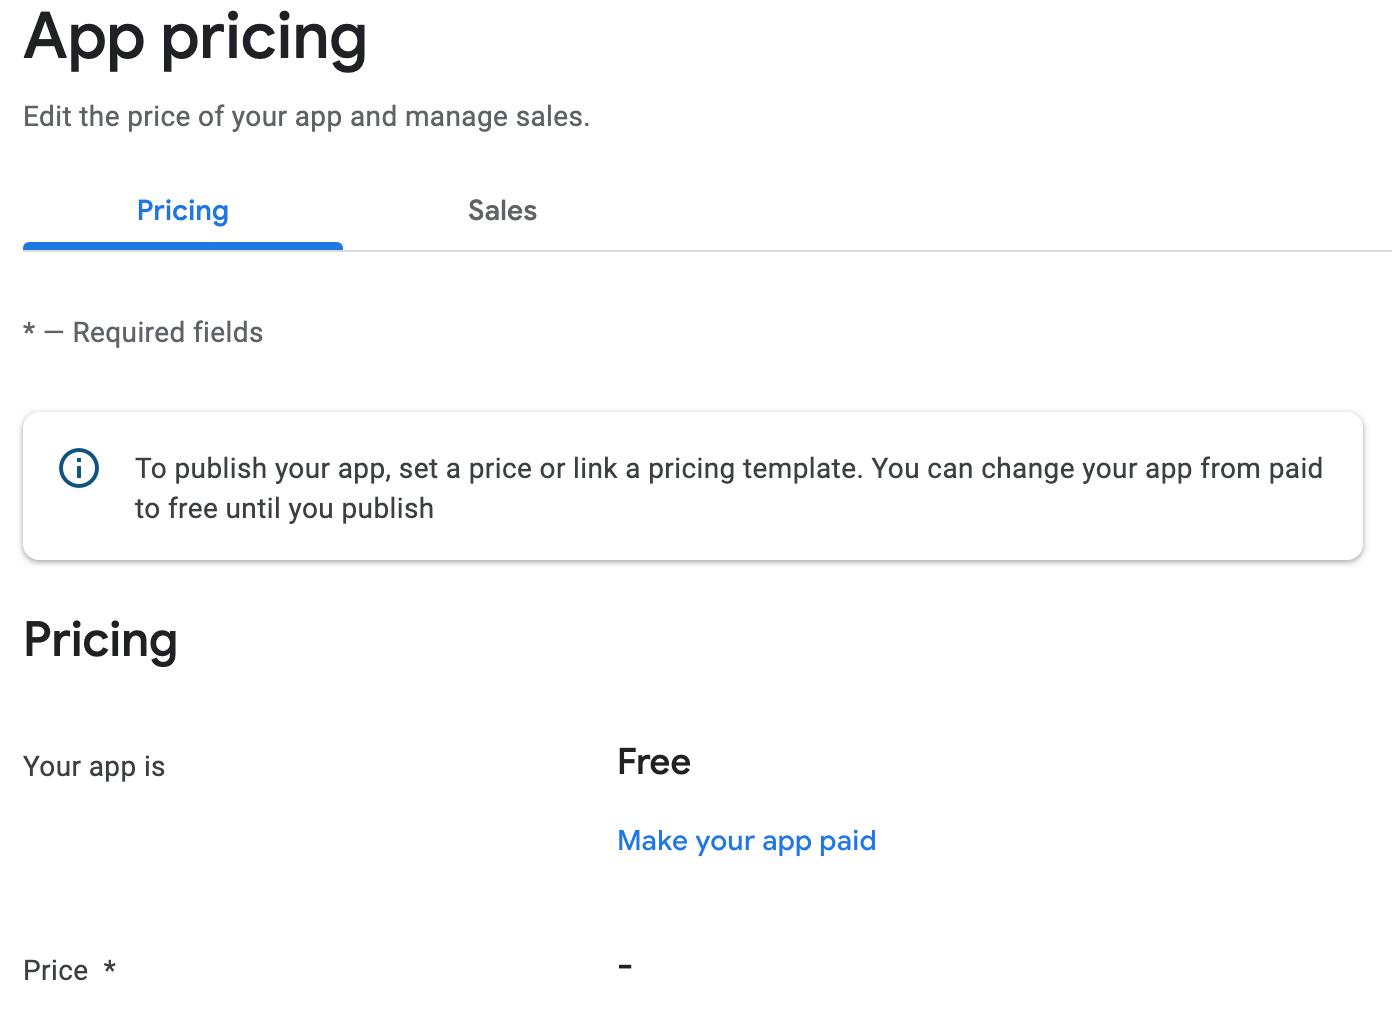 App pricing
Edit the price of your app and manage sales.
Pricing
Sales
* — Required fields
To publish your app, set a price or link a pricing template. You can change your app from paid
to free until you publish
Pricing
Your app is
Free
Make your app paid
Price *
-